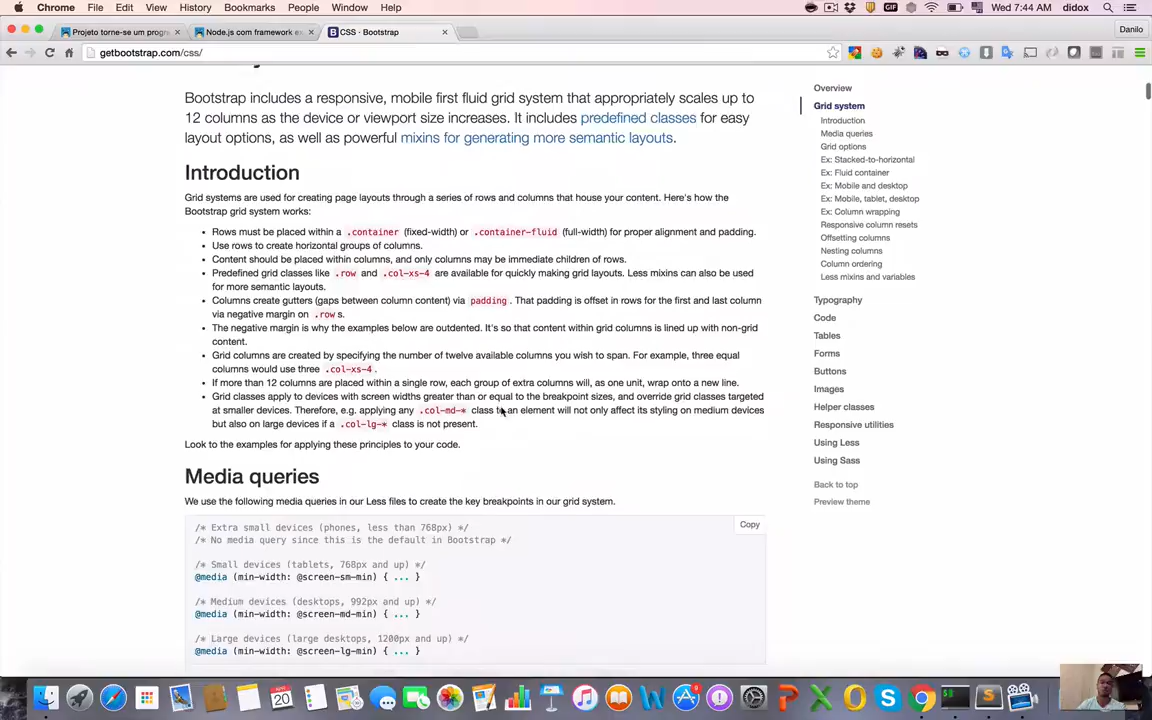 Chrome File Edit View History Bookmarks People Window Help GIF Wed 7:44 AM didox
Projeto torne-se um progr Node.js com framework ex CSS · Bootstrap Danilo
getbootstrap.com/css/
Bootstrap includes a responsive, mobile first fluid grid system that appropriately scales up to
12 columns as the device or viewport size increases. It includes predefined classes for easy
layout options, as well as powerful mixins for generating more semantic layouts.
Introduction
Grid systems are used for creating page layouts through a series of rows and columns that house your content. Here's how the
Bootstrap grid system works:
• Rows must be placed within a .container (fixed-width) or .container-fluid (full-width) for proper alignment and padding.
• Use rows to create horizontal groups of columns.
• Content should be placed within columns, and only columns may be immediate children of rows.
• Predefined grid classes like .row and .col-xs-4 are available for quickly making grid layouts. Less mixins can also be used
for more semantic layouts.
• Columns create gutters (gaps between column content) via padding. That padding is offset in rows for the first and last column
via negative margin on .row s.
• The negative margin is why the examples below are outdented. It's so that content within grid columns is lined up with non-grid
content.
• Grid columns are created by specifying the number of twelve available columns you wish to span. For example, three equal
columns would use three .col-xs-4.
• If more than 12 columns are placed within a single row, each group of extra columns will, as one unit, wrap onto a new line.
• Grid classes apply to devices with screen widths greater than or equal to the breakpoint sizes, and override grid classes targeted
at smaller devices. Therefore, e.g. applying any .col-md-* class to an element will not only affect its styling on medium devices
but also on large devices if a .col-lg-* class is not present.
Look to the examples for applying these principles to your code.
Media queries
We use the following media queries in our Less files to create the key breakpoints in our grid system.
Copy
/* Extra small devices (phones, less than 768px) */
/* No media query since this is the default in Bootstrap */
/* Small devices (tablets, 768px and up) */
@media (min-width: @screen-sm-min) { ... }
/* Medium devices (desktops, 992px and up) */
@media (min-width: @screen-md-min) { ... }
/* Large devices (large desktops, 1200px and up) */
@media (min-width: @screen-lg-min) { ... }
Overview
Grid system
Introduction
Media queries
Grid options
Ex: Stacked-to-horizontal
Ex: Fluid container
Ex: Mobile and desktop
Ex: Mobile, tablet, desktop
Ex: Column wrapping
Responsive column resets
Offsetting columns
Nesting columns
Column ordering
Less mixins and variables
Typography
Code
Tables
Forms
Buttons
Images
Helper classes
Responsive utilities
Using Less
Using Sass
Back to top
Preview theme